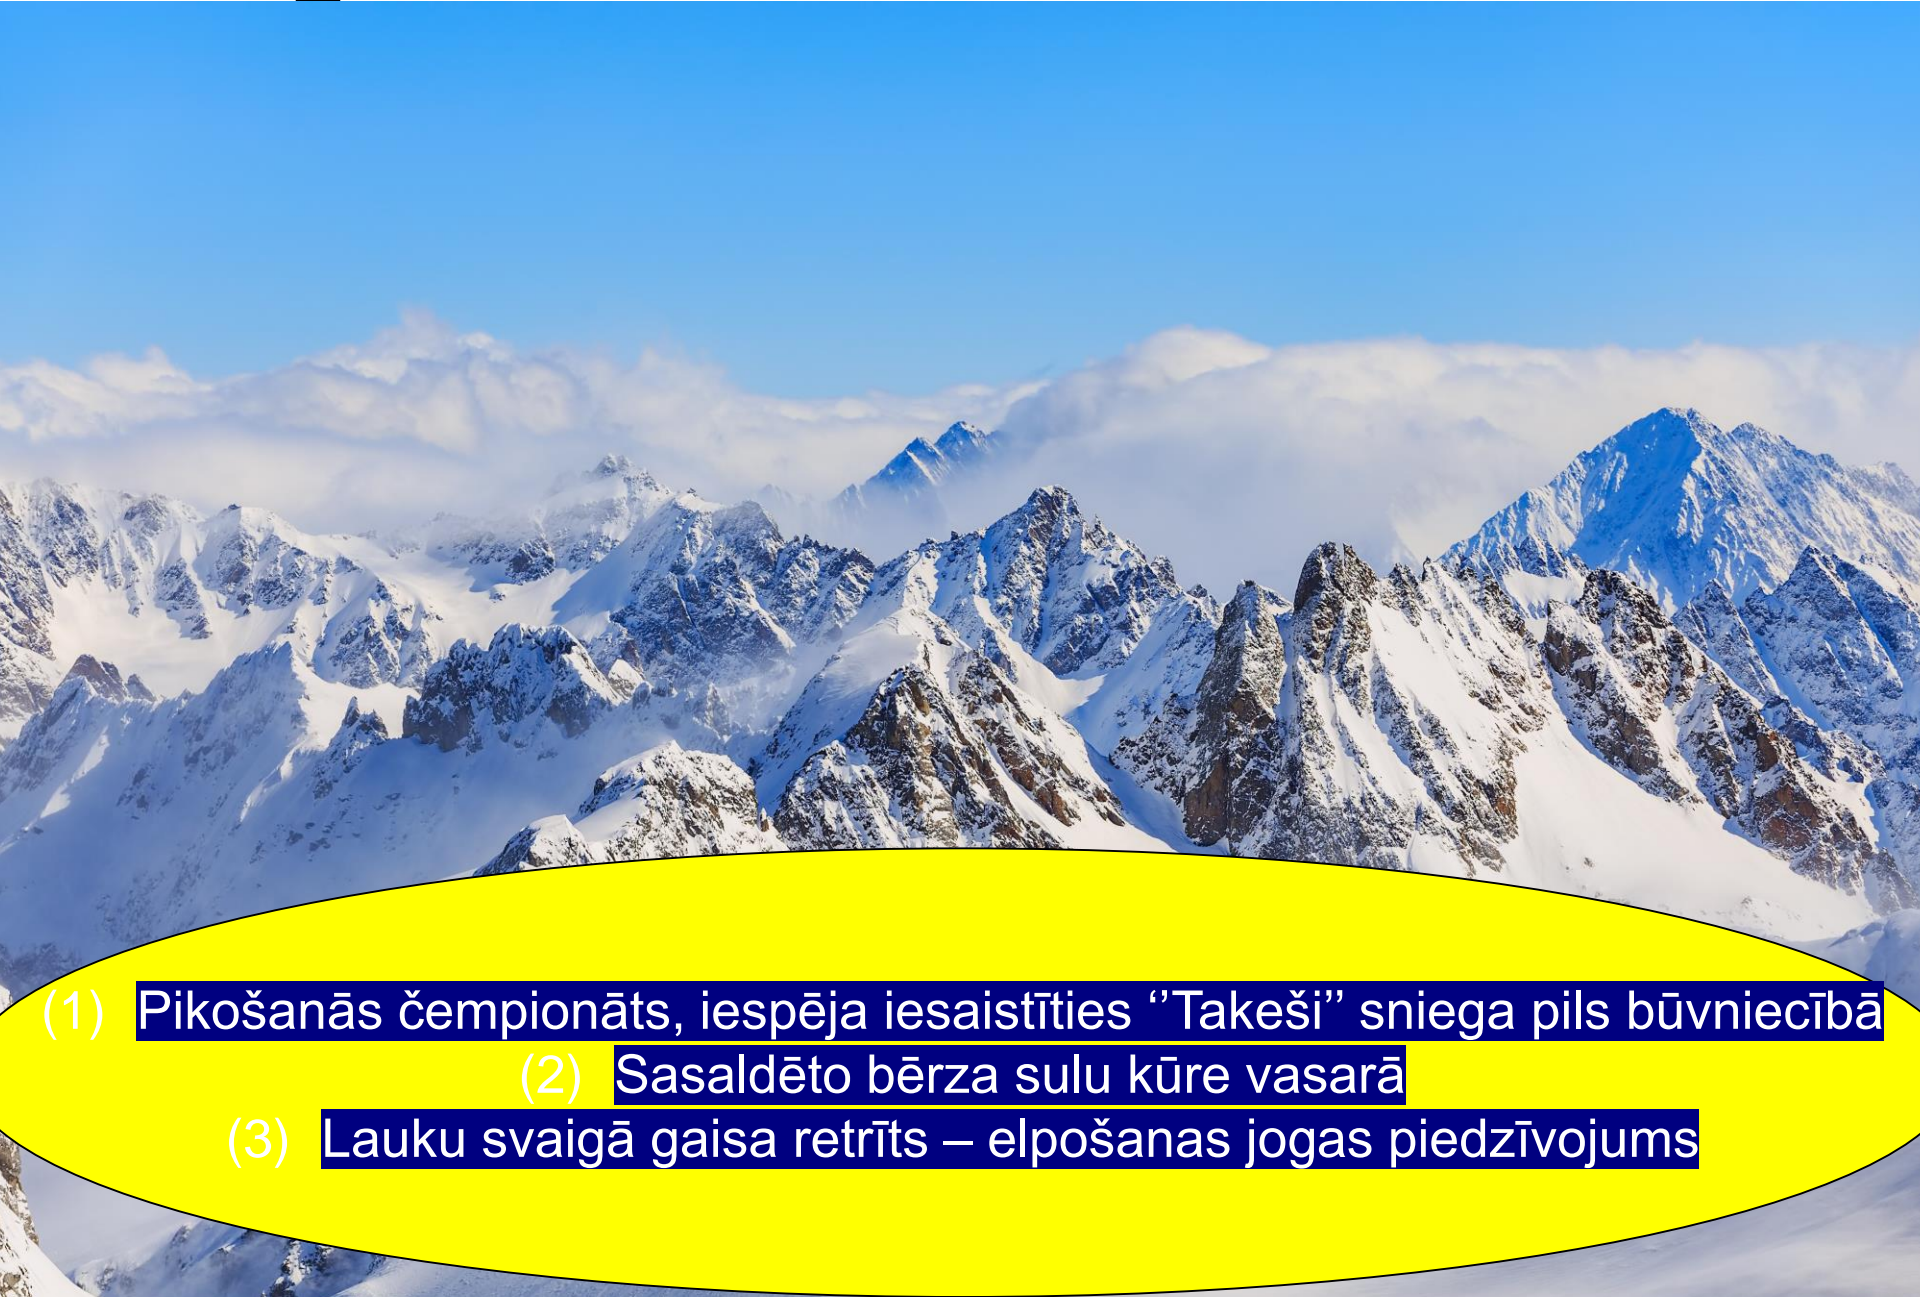 (1) Pikošanās čempionāts, iespēja iesaistīties ‘’Takeši’’ sniega pils būvniecībā
(2) Sasaldēto bērza sulu kūre vasarā
(3) Lauku svaigā gaisa retrīts – elpošanas jogas piedzīvojums